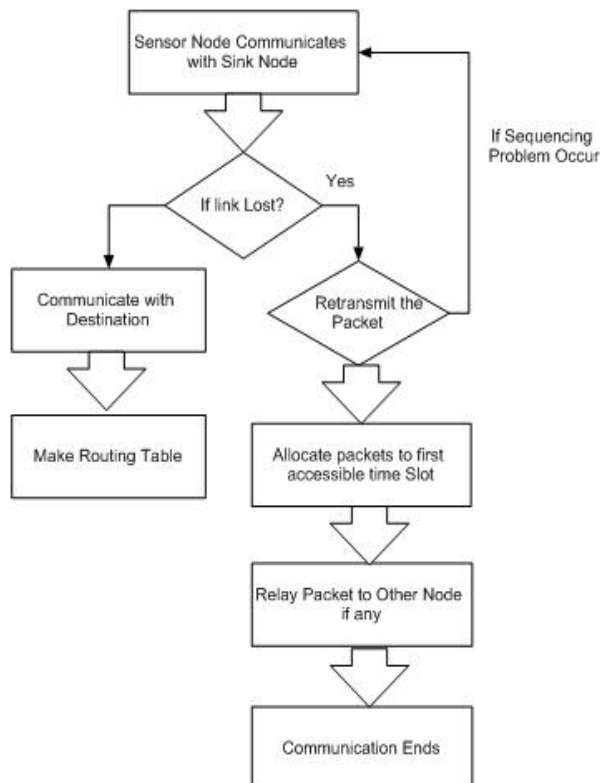 Sensor Node Communicates
with Sink Node
If Sequencing
Problem Occur
Yes
If link Lost?
Communicate with
Destination
Retransmit the
Packet
Make Routing Table
Allocate packets to first
accessible time Slot
Relay Packet to Other Node
if any
Communication Ends